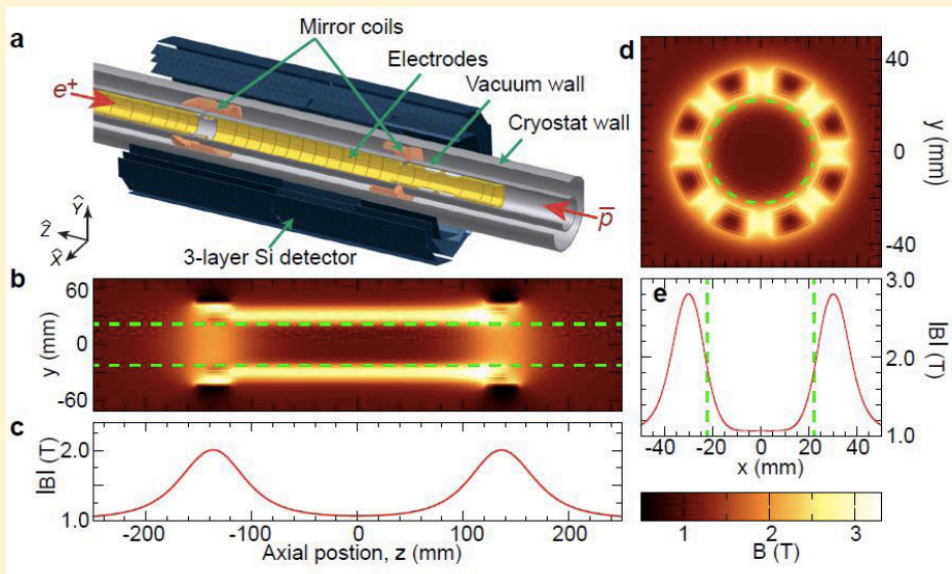 a
Mirror coils
Electrodes
Vacuum wall
Cryostat wall
e+
p̅
Ŷ
Ẑ
X̂
3-layer Si detector
b
60
0
-60
y (mm)
c
2.0
1.0
|B| (T)
-200
-100
0
100
200
Axial postion, z (mm)
d
40
0
-40
y (mm)
e
3.0
2.0
1.0
|B| (T)
-40
-20
0
20
40
x (mm)
1
2
3
B (T)